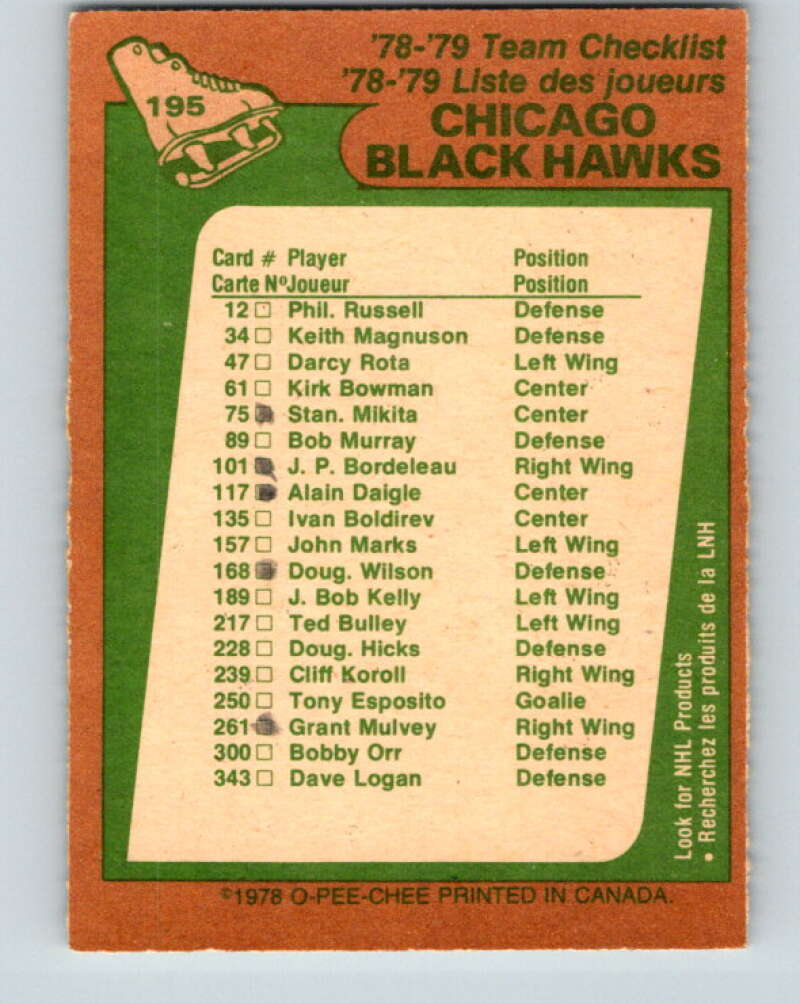 195
'78-'79 Team Checklist
'78-'79 Liste des joueurs
CHICAGO
BLACK HAWKS
Card # Player Position
Carte Nº Joueur Position
12 □ Phil. Russell Defense
34 □ Keith Magnuson Defense
47 □ Darcy Rota Left Wing
61 □ Kirk Bowman Center
75 Stan. Mikita Center
89 □ Bob Murray Defense
101 J. P. Bordeleau Right Wing
117 Alain Daigle Center
135 □ Ivan Boldirev Center
157 □ John Marks Left Wing
168 Doug. Wilson Defense
189 □ J. Bob Kelly Left Wing
217 □ Ted Bulley Left Wing
228 □ Doug. Hicks Defense
239 □ Cliff Koroll Right Wing
250 □ Tony Esposito Goalie
261 Grant Mulvey Right Wing
300 □ Bobby Orr Defense
343 □ Dave Logan Defense
Look for NHL Products
• Recherchez les produits de la LNH
©1978 O-PEE-CHEE PRINTED IN CANADA.